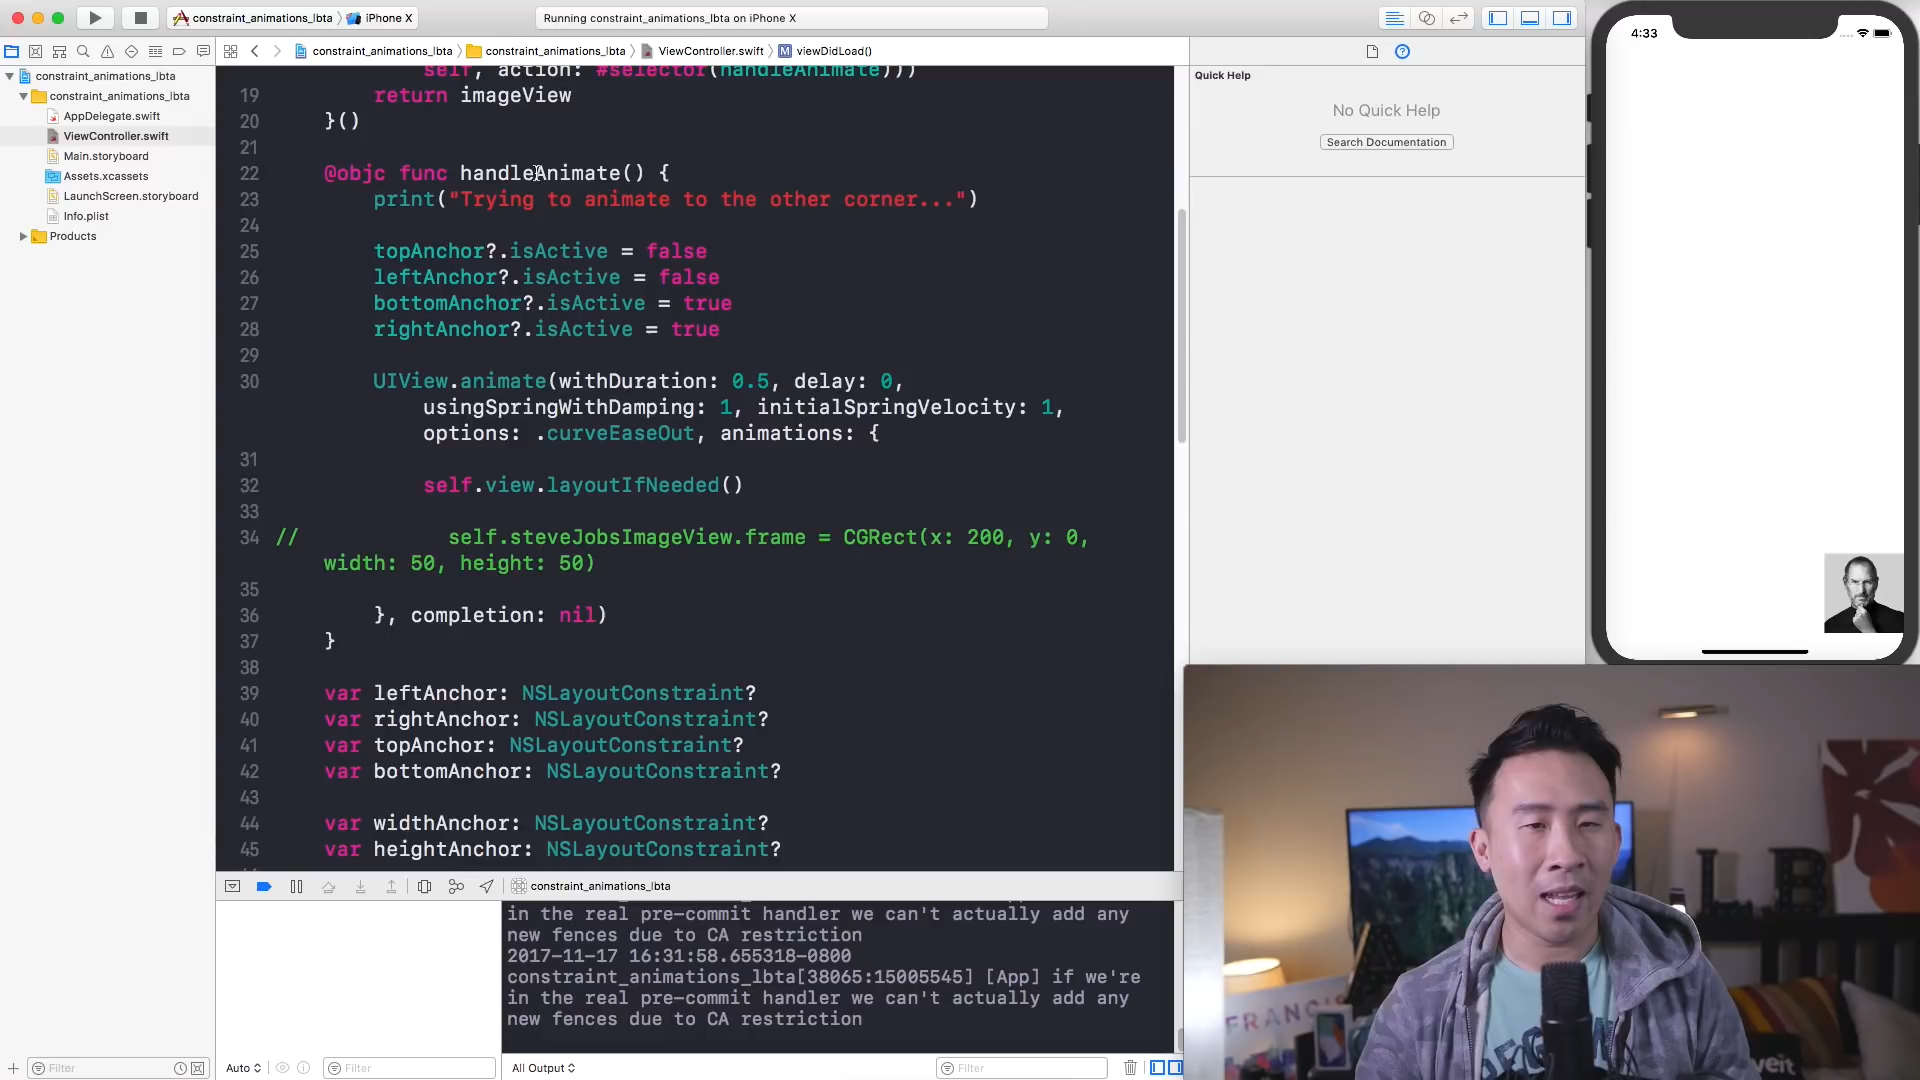 constraint_animations_lbta
iPhone X
Running constraint_animations_lbta on iPhone X
constraint_animations_lbta
constraint_animations_lbta
ViewController.swift
M viewDidLoad()
constraint_animations_lbta
constraint_animations_lbta
AppDelegate.swift
ViewController.swift
Main.storyboard
Assets.xcassets
LaunchScreen.storyboard
Info.plist
Products
self, action: #selector(handleAnimate)))
19 return imageView
20 }()
21
22 @objc func handleAnimate() {
23 print("Trying to animate to the other corner...")
24
25 topAnchor?.isActive = false
26 leftAnchor?.isActive = false
27 bottomAnchor?.isActive = true
28 rightAnchor?.isActive = true
29
30 UIView.animate(withDuration: 0.5, delay: 0,
usingSpringWithDamping: 1, initialSpringVelocity: 1,
options: .curveEaseOut, animations: {
31
32 self.view.layoutIfNeeded()
33
34 // self.steveJobsImageView.frame = CGRect(x: 200, y: 0,
width: 50, height: 50)
35
36 }, completion: nil)
37 }
38
39 var leftAnchor: NSLayoutConstraint?
40 var rightAnchor: NSLayoutConstraint?
41 var topAnchor: NSLayoutConstraint?
42 var bottomAnchor: NSLayoutConstraint?
43
44 var widthAnchor: NSLayoutConstraint?
45 var heightAnchor: NSLayoutConstraint?
Quick Help
No Quick Help
Search Documentation
4:33
constraint_animations_lbta
in the real pre-commit handler we can't actually add any
new fences due to CA restriction
2017-11-17 16:31:58.655318-0800
constraint_animations_lbta[38065:15005545] [App] if we're
in the real pre-commit handler we can't actually add any
new fences due to CA restriction
Filter
Auto
Filter
All Output
Filter
LB
FRANCIS